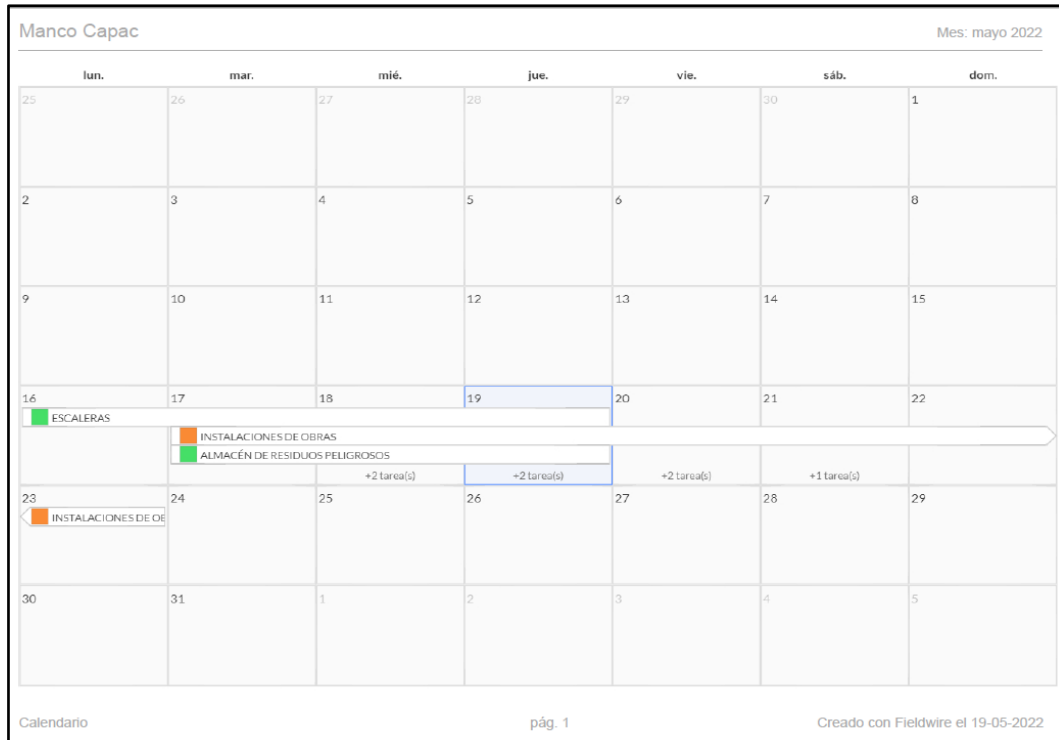 Manco Capac Mes: mayo 2022
lun. mar. mié. jue. vie. sáb. dom.
25 26 27 28 29 30 1
2 3 4 5 6 7 8
9 10 11 12 13 14 15
16 17 18 19 20 21 22
ESCALERAS
INSTALACIONES DE OBRAS
ALMACÉN DE RESIDUOS PELIGROSOS
+2 tarea(s) +2 tarea(s) +2 tarea(s) +1 tarea(s)
23 24 25 26 27 28 29
INSTALACIONES DE OB
30 31 1 2 3 4 5
Calendario pág. 1 Creado con Fieldwire el 19-05-2022